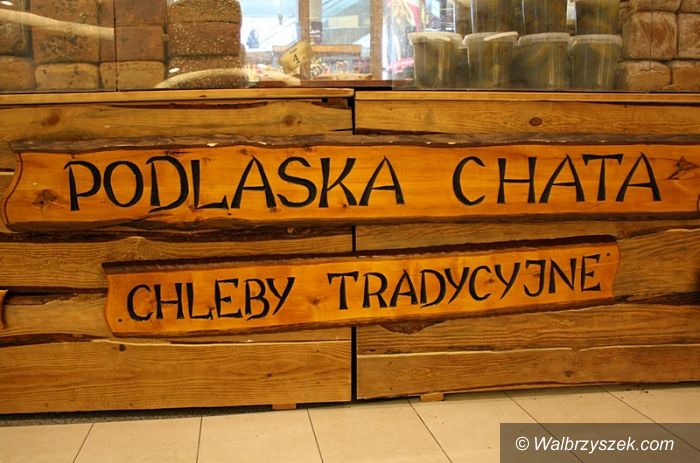 PODLASKA CHATA
CHLEBY TRADYCYJNE
© Walbrzyszek.com